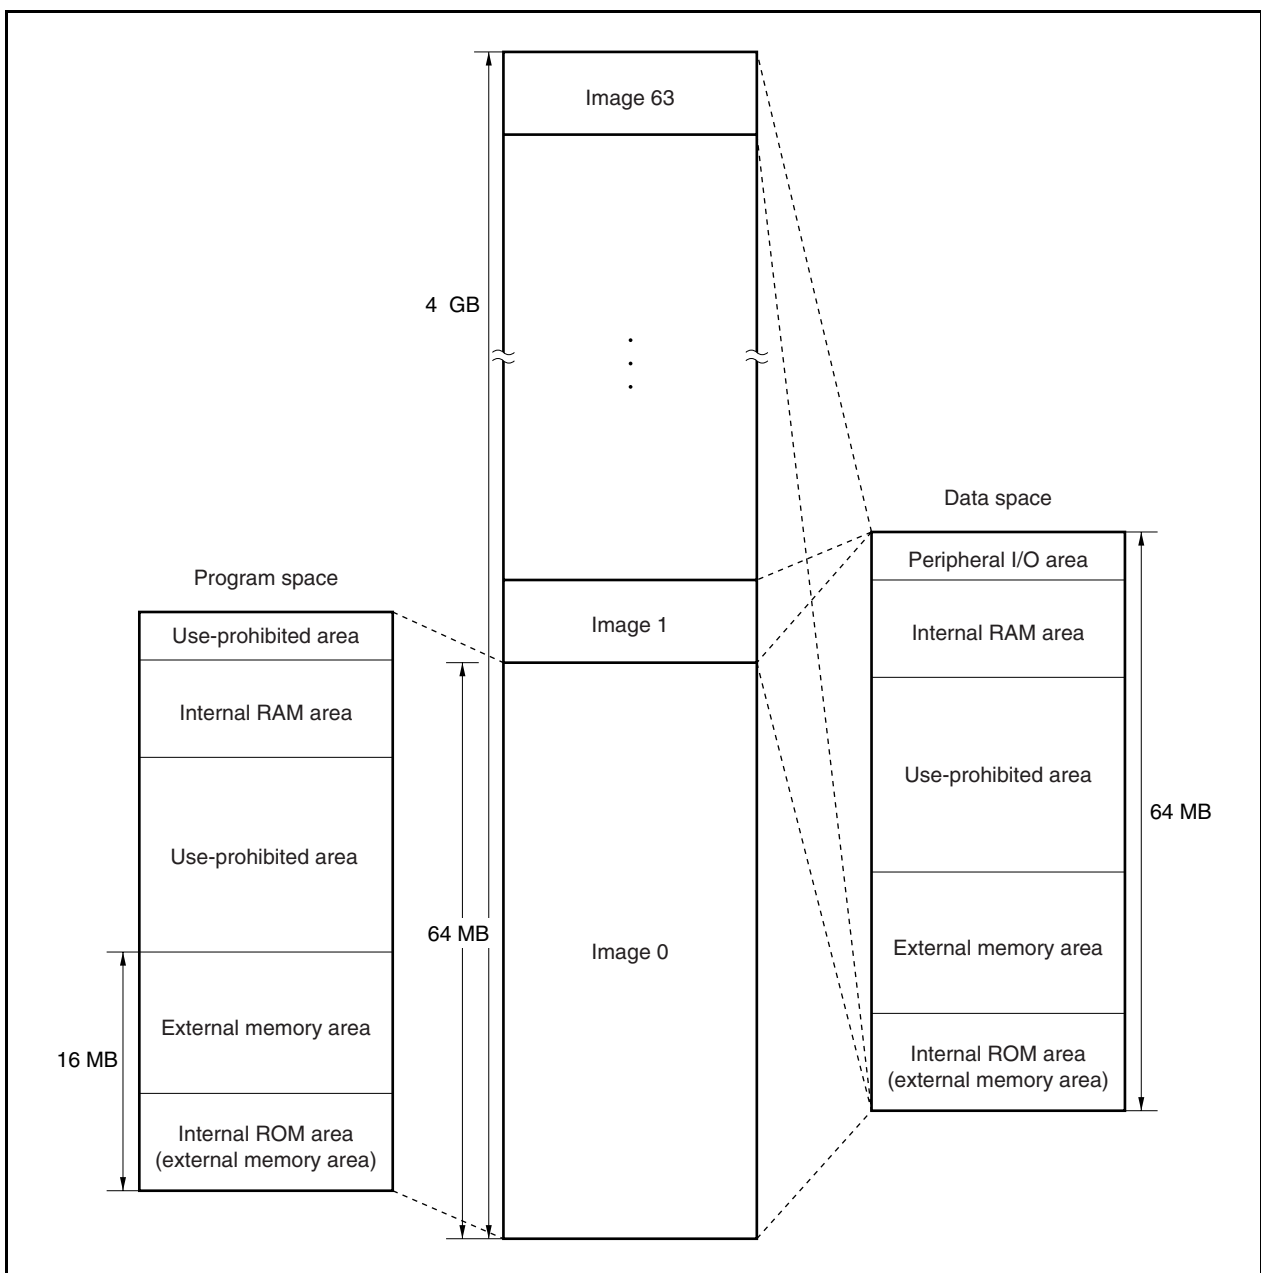 Image 63
4 GB
Data space
Peripheral I/O area
Program space
Use-prohibited area
Image 1
Internal RAM area
Internal RAM area
Use-prohibited area
64 MB
Use-prohibited area
64 MB
Image 0
External memory area
External memory area
16 MB
Internal ROM area
(external memory area)
Internal ROM area
(external memory area)